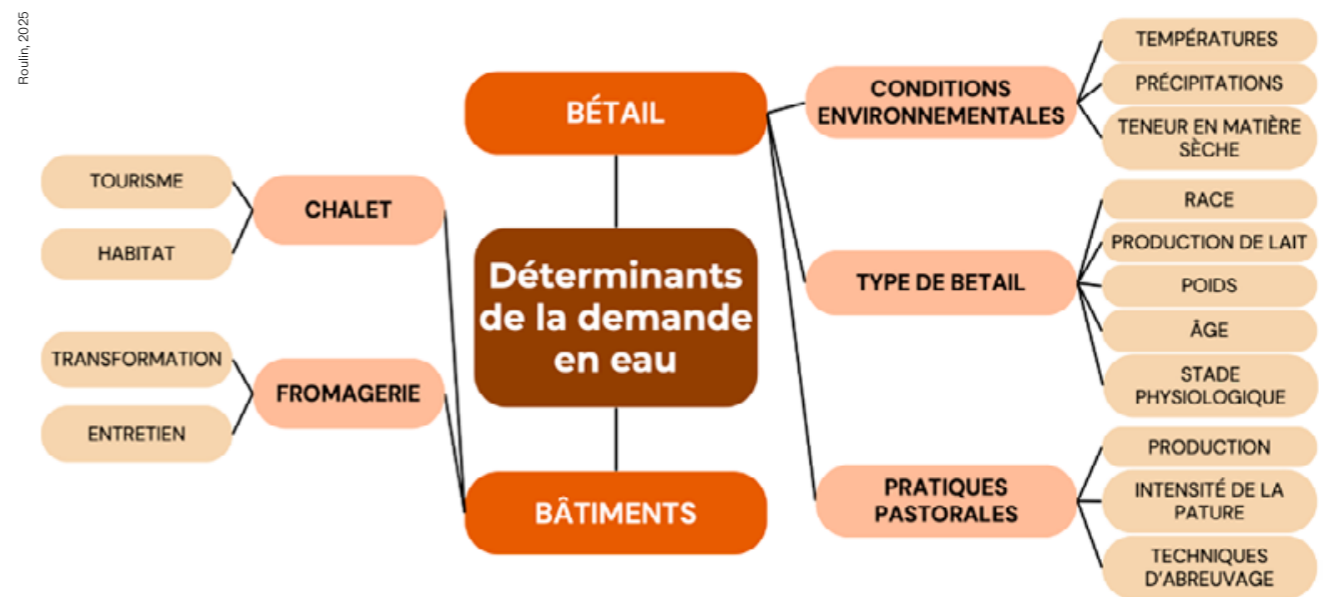 Roulin, 2025
BÉTAIL
Déterminants
de la demande
en eau
BÂTIMENTS
CHALET
TOURISME
HABITAT
FROMAGERIE
TRANSFORMATION
ENTRETIEN
CONDITIONS
ENVIRONNEMENTALES
TEMPÉRATURES
PRÉCIPITATIONS
TENEUR EN MATIÈRE
SÈCHE
TYPE DE BETAIL
RACE
PRODUCTION DE LAIT
POIDS
ÂGE
STADE
PHYSIOLOGIQUE
PRATIQUES
PASTORALES
PRODUCTION
INTENSITÉ DE LA
PATURE
TECHNIQUES
D'ABREUVAGE